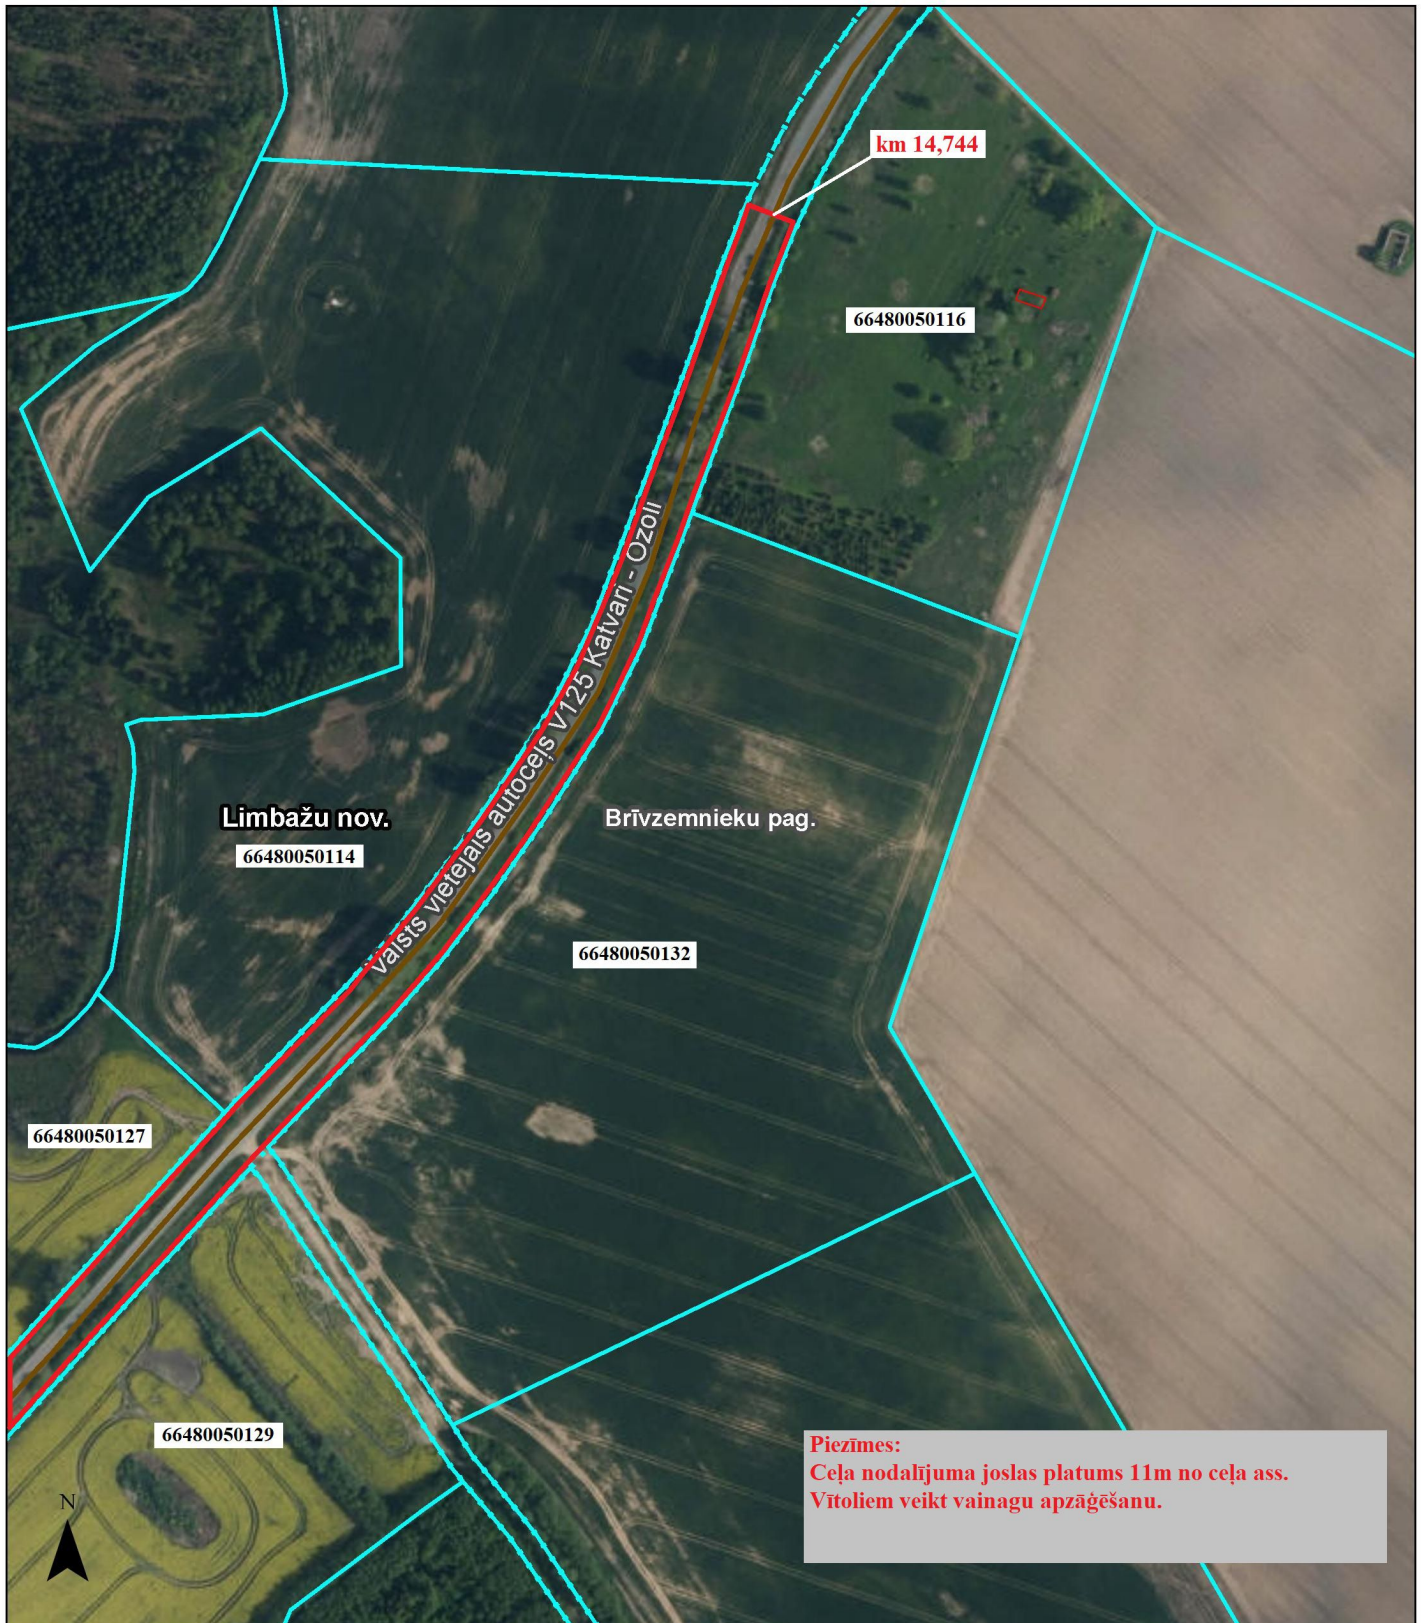 km 14,744
66480050116
Valsts vietējais autoceļs V125 Katvari - Ozoli
Limbažu nov.
66480050114
Brīvzemnieku pag.
66480050132
66480050127
66480050129
N
Piezīmes:
Ceļa nodalījuma joslas platums 11m no ceļa ass.
Vītoliem veikt vainagu apzāģēšanu.